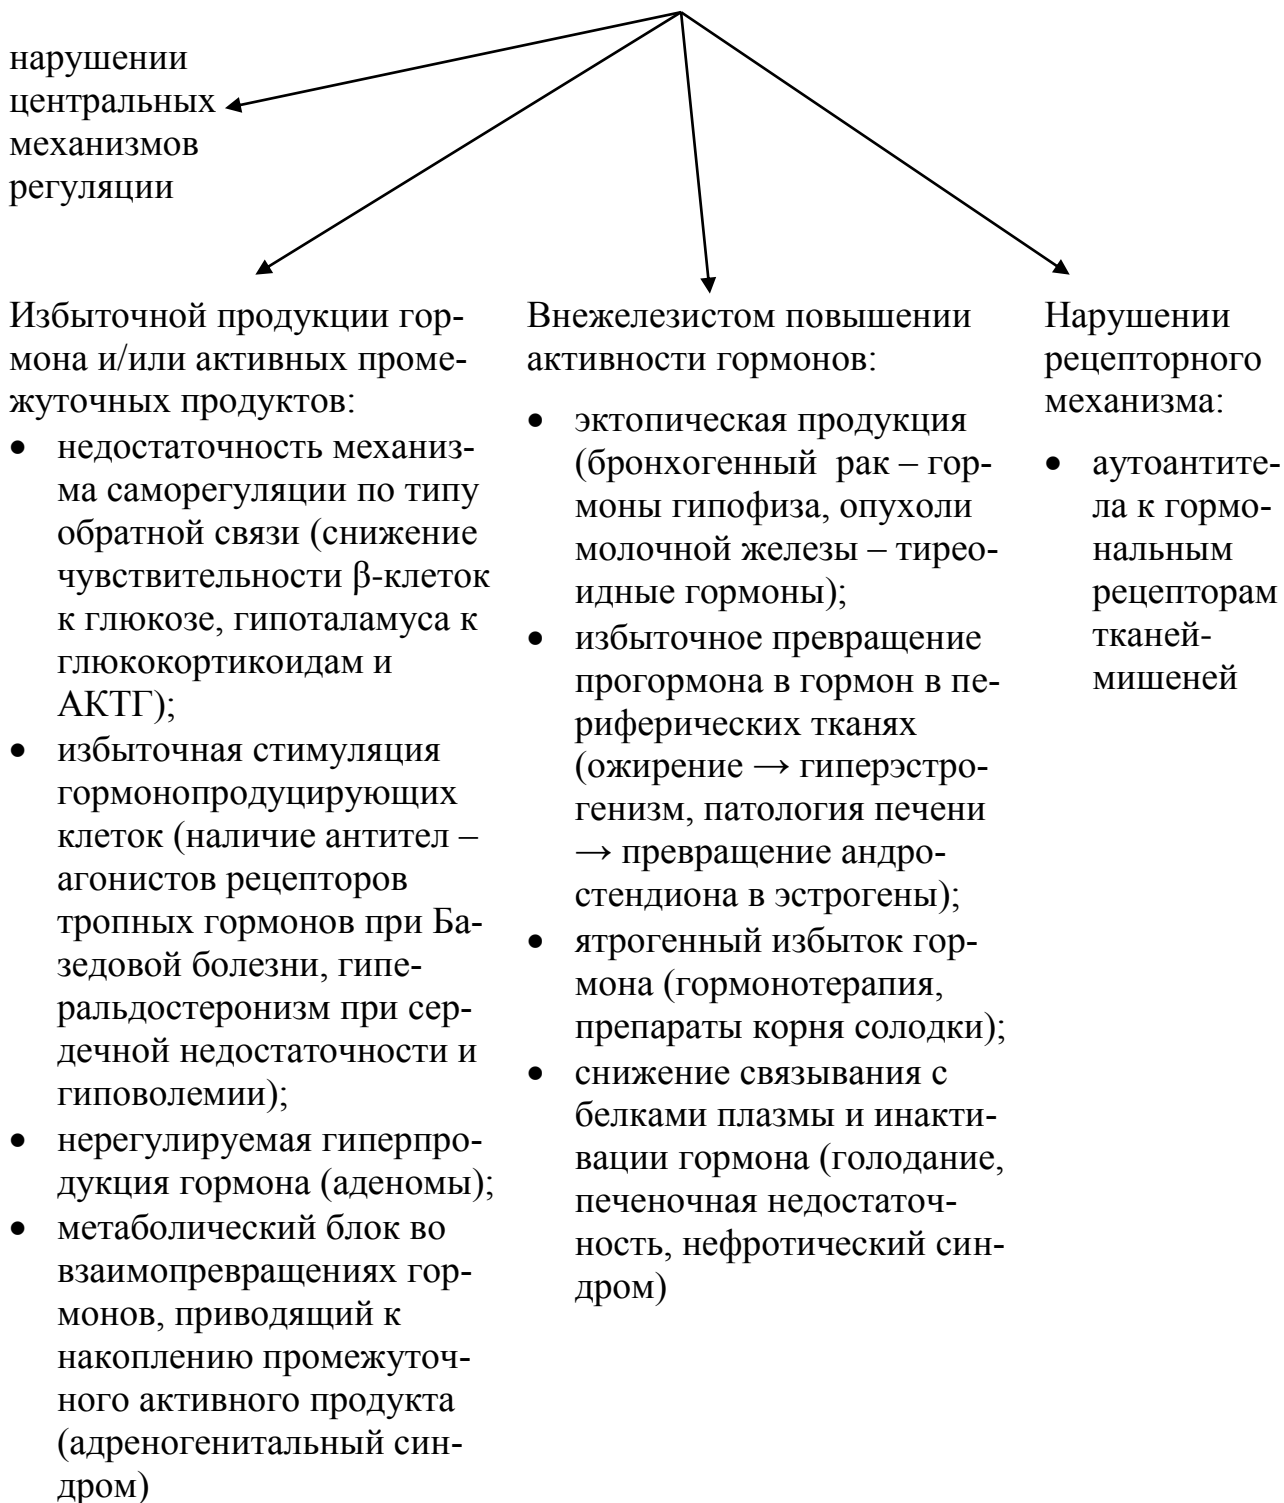 нарушении
центральных
механизмов
регуляции
Избыточной продукции гор-
мона и/или активных проме-
жуточных продуктов:
• недостаточность механиз-
ма саморегуляции по типу
обратной связи (снижение
чувствительности β-клеток
к глюкозе, гипоталамуса к
глюкокортикоидам и
АКТГ);
• избыточная стимуляция
гормонопродуцирующих
клеток (наличие антител –
агонистов рецепторов
тропных гормонов при Ба-
зедовой болезни, гипе-
ральдостеронизм при сер-
дечной недостаточности и
гиповолемии);
• нерегулируемая гиперпро-
дукция гормона (аденомы);
• метаболический блок во
взаимопревращениях гор-
монов, приводящий к
накоплению промежуточ-
ного активного продукта
(адреногенитальный син-
дром)
Внежелезистом повышении
активности гормонов:
• эктопическая продукция
(бронхогенный рак – гор-
моны гипофиза, опухоли
молочной железы – тирео-
идные гормоны);
• избыточное превращение
прогормона в гормон в пе-
риферических тканях
(ожирение → гиперэстро-
генизм, патология печени
→ превращение андро-
стендиона в эстрогены);
• ятрогенный избыток гор-
мона (гормонотерапия,
препараты корня солодки);
• снижение связывания с
белками плазмы и инакти-
вации гормона (голодание,
печеночная недостаточ-
ность, нефротический син-
дром)
Нарушении
рецепторного
механизма:
• аутоантите-
ла к гормо-
нальным
рецепторам
тканей-
мишеней